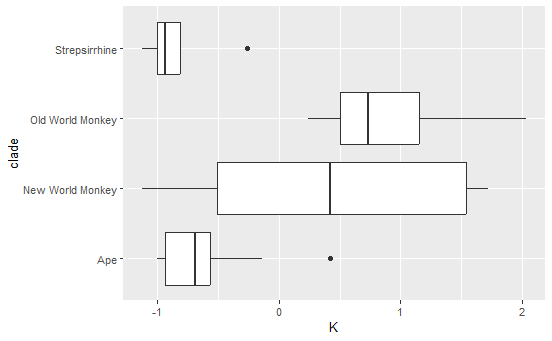 clade
Strepsirrhine
Old World Monkey
New World Monkey
Ape
-1
0
1
2
K